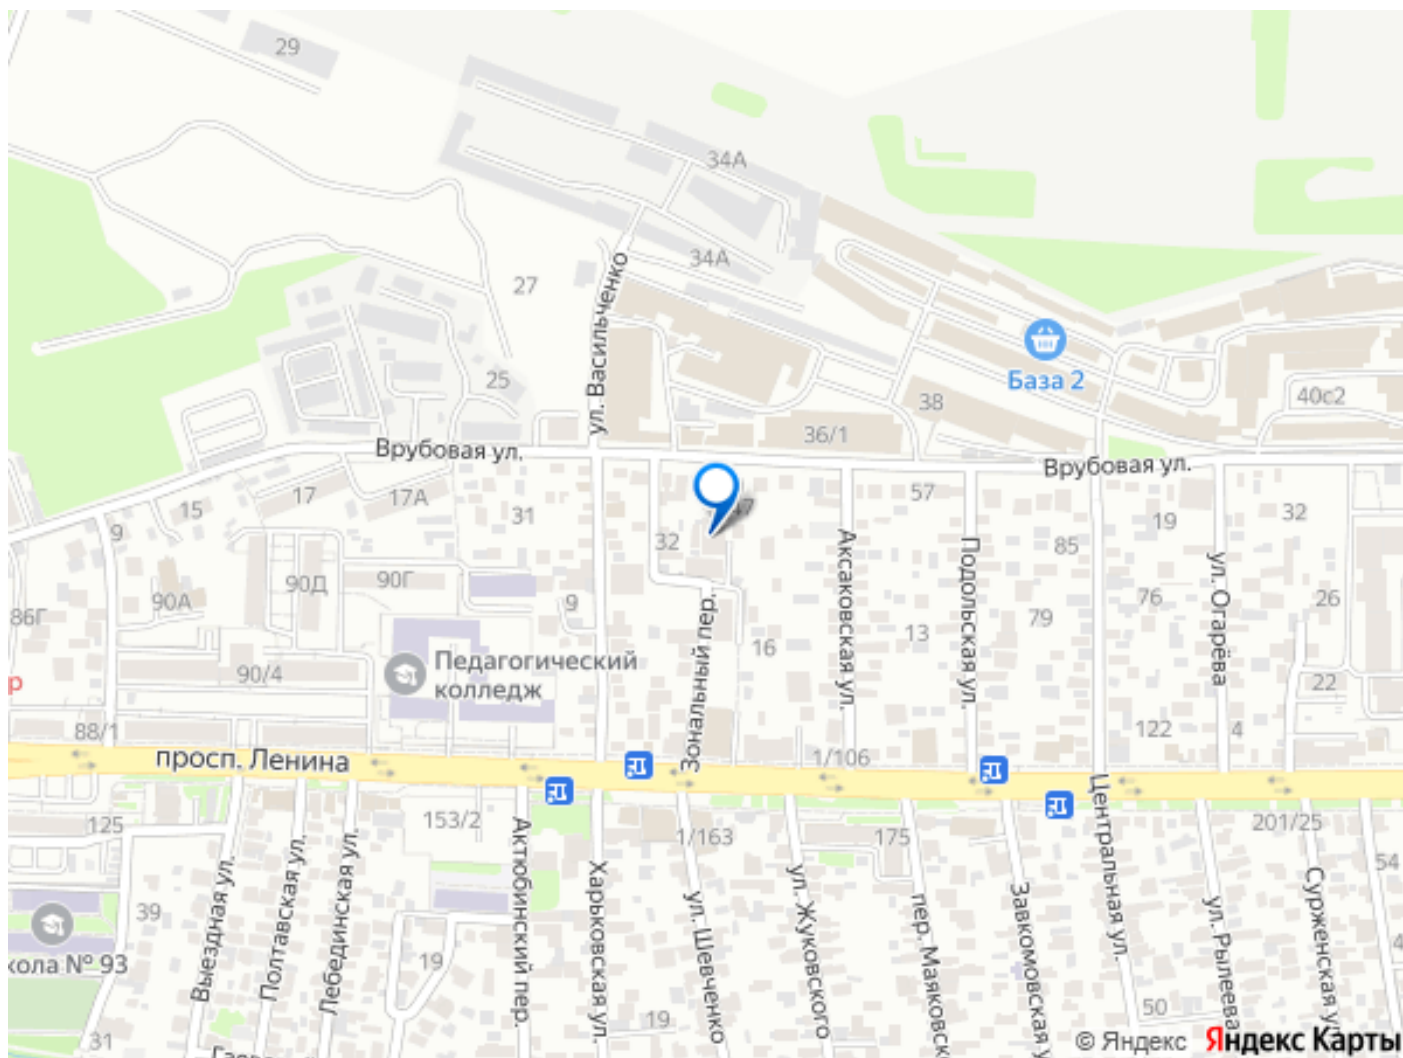 29
34А
34А
27
ул. Васильченко
База 2
25
38
40с2
36/1
Врубовая ул.
Врубовая ул.
17
17А
57
15
31
47
19
32
9
32
85
Аксаковская ул.
Подольская ул.
ул. Огарёва
90Д
90Г
90А
9
76
26
86Г
79
13
16
Зональный пер.
Педагогический
колледж
90/4
22
р
88/1
122
4
1/106
просп. Ленина
125
153/2
1/163
175
201/25
54
Выездная ул.
Полтавская ул.
Лебединская ул.
Актюбинский пер.
Харьковская ул.
ул. Шевченко
ул. Жуковского
пер. Маяковск
Завкомовская у
Центральная ул.
ул. Рылеева
Сурженская ул.
39
19
кола № 93
4
50
19
31
© Яндекс Яндекс Карты